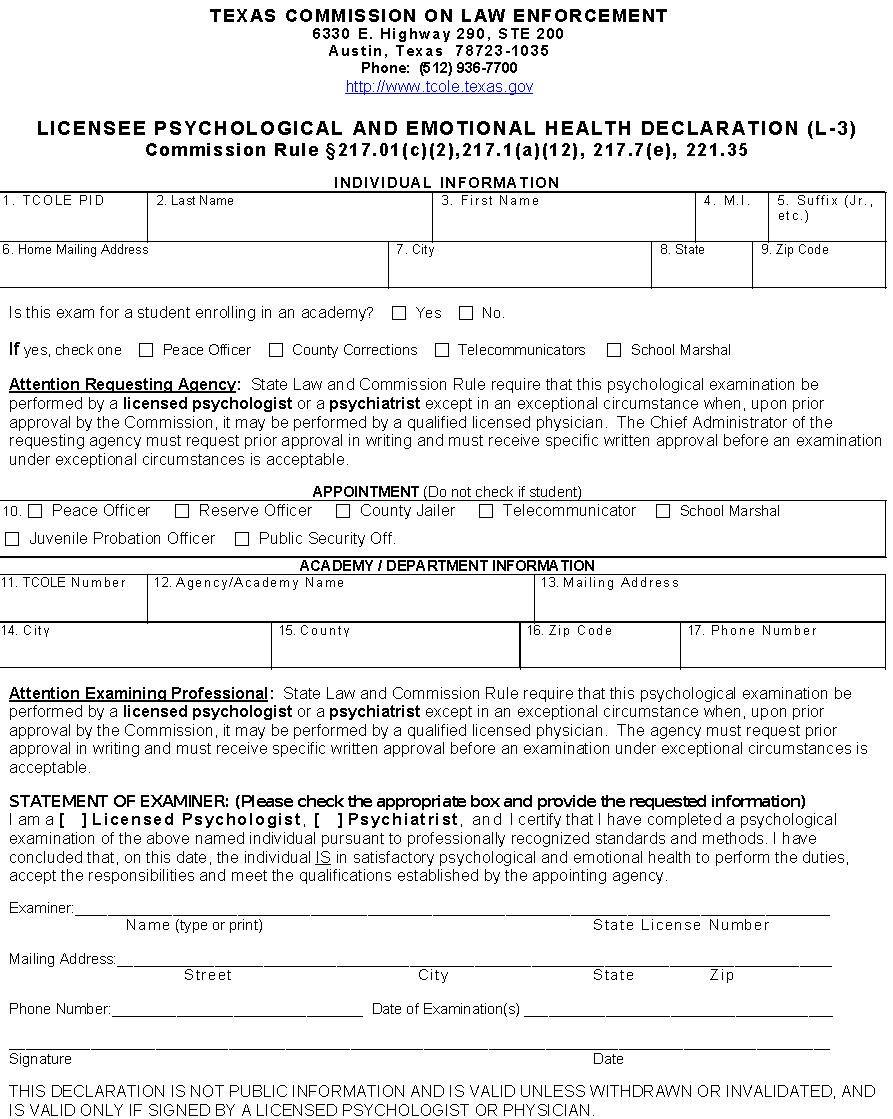 TEXAS COMMISSION ON LAW ENFORCEMENT
6330 E. Highway 290, STE 200
Austin, Texas 78723-1035
Phone: (512) 936-7700
http://www.tcole.texas.gov
LICENSEE PSYCHOLOGICAL AND EMOTIONAL HEALTH DECLARATION (L-3)
Commission Rule §217.01(c)(2),217.1(a)(12), 217.7(e), 221.35
INDIVIDUAL INFORMATION
1. TCOLE PID 2. Last Name 3. First Name 4. M.I. 5. Suffix (Jr.,
etc.)
6. Home Mailing Address 7. City 8. State 9. Zip Code
Is this exam for a student enrolling in an academy? ☐ Yes ☐ No.
If yes, check one ☐ Peace Officer ☐ County Corrections ☐ Telecommunicators ☐ School Marshal
Attention Requesting Agency: State Law and Commission Rule require that this psychological examination be
performed by a licensed psychologist or a psychiatrist except in an exceptional circumstance when, upon prior
approval by the Commission, it may be performed by a qualified licensed physician. The Chief Administrator of the
requesting agency must request prior approval in writing and must receive specific written approval before an examination
under exceptional circumstances is acceptable.
APPOINTMENT (Do not check if student)
10. ☐ Peace Officer ☐ Reserve Officer ☐ County Jailer ☐ Telecommunicator ☐ School Marshal
☐ Juvenile Probation Officer ☐ Public Security Off.
ACADEMY / DEPARTMENT INFORMATION
11. TCOLE Number 12. Agency/Academy Name 13. Mailing Address
14. City 15. County 16. Zip Code 17. Phone Number
Attention Examining Professional: State Law and Commission Rule require that this psychological examination be
performed by a licensed psychologist or a psychiatrist except in an exceptional circumstance when, upon prior
approval by the Commission, it may be performed by a qualified licensed physician. The agency must request prior
approval in writing and must receive specific written approval before an examination under exceptional circumstances is
acceptable.
STATEMENT OF EXAMINER: (Please check the appropriate box and provide the requested information)
I am a [ ] Licensed Psychologist, [ ] Psychiatrist, and I certify that I have completed a psychological
examination of the above named individual pursuant to professionally recognized standards and methods. I have
concluded that, on this date, the individual IS in satisfactory psychological and emotional health to perform the duties,
accept the responsibilities and meet the qualifications established by the appointing agency.
Examiner:
Name (type or print) State License Number
Mailing Address:
Street City State Zip
Phone Number: Date of Examination(s)
Signature Date
THIS DECLARATION IS NOT PUBLIC INFORMATION AND IS VALID UNLESS WITHDRAWN OR INVALIDATED, AND
IS VALID ONLY IF SIGNED BY A LICENSED PSYCHOLOGIST OR PHYSICIAN.